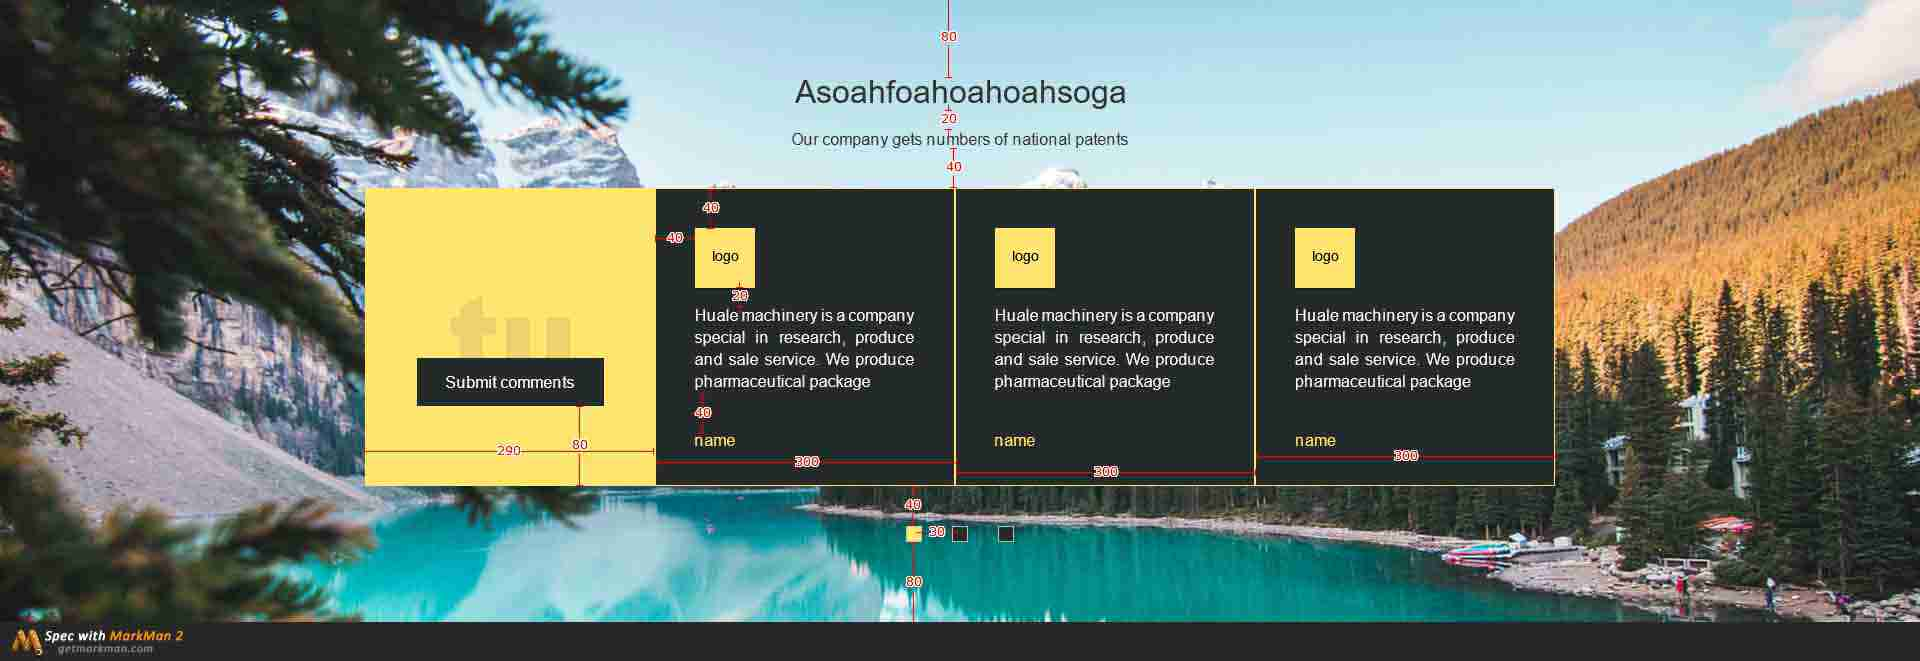 80
Asoahfoahoahoahsoga
20
Our company gets numbers of national patents
40
40
40
logo
logo
logo
20
Huale machinery is a company
special in research, produce
and sale service. We produce
pharmaceutical package
Huale machinery is a company
special in research, produce
and sale service. We produce
pharmaceutical package
Huale machinery is a company
special in research, produce
and sale service. We produce
pharmaceutical package
tu
Submit comments
40
name
name
name
290
80
300
300
300
40
30
80
Spec with MarkMan 2
getmarkman.com